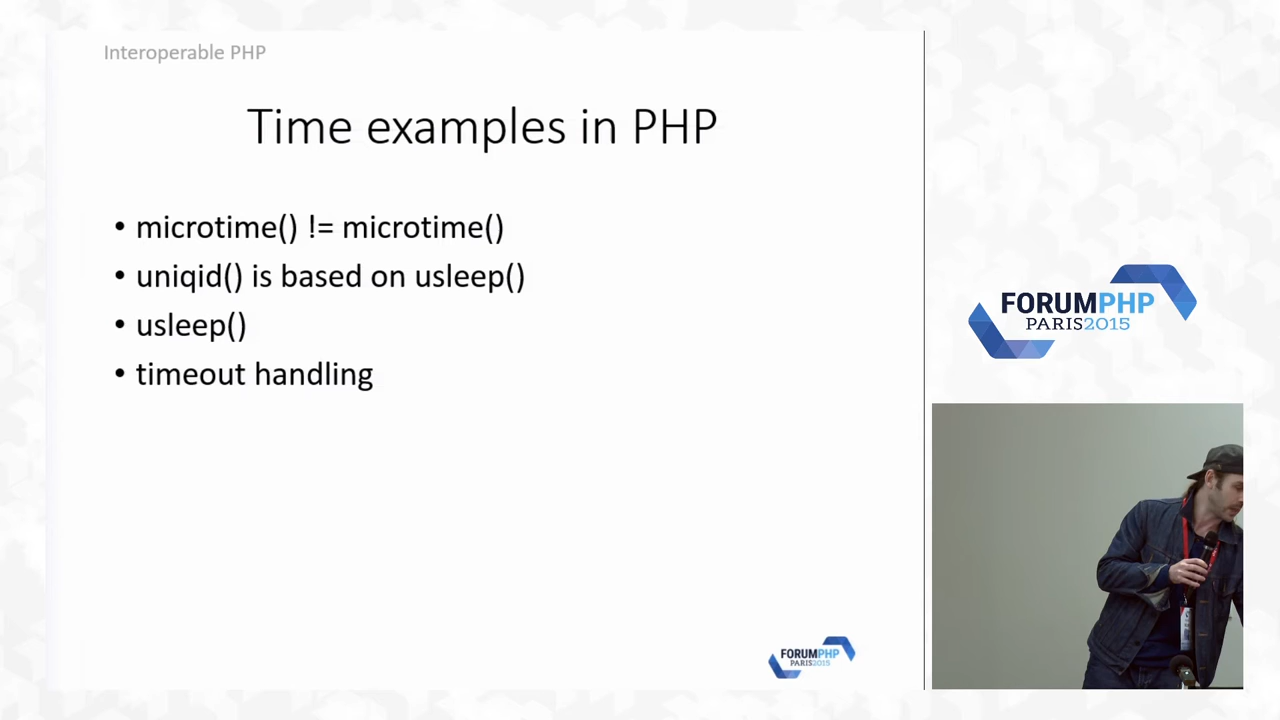 Interoperable PHP
Time examples in PHP
• microtime() != microtime()
• uniqid() is based on usleep()
• usleep()
• timeout handling
FORUMPHP
PARIS2015
FORUMPHP
PARIS2015